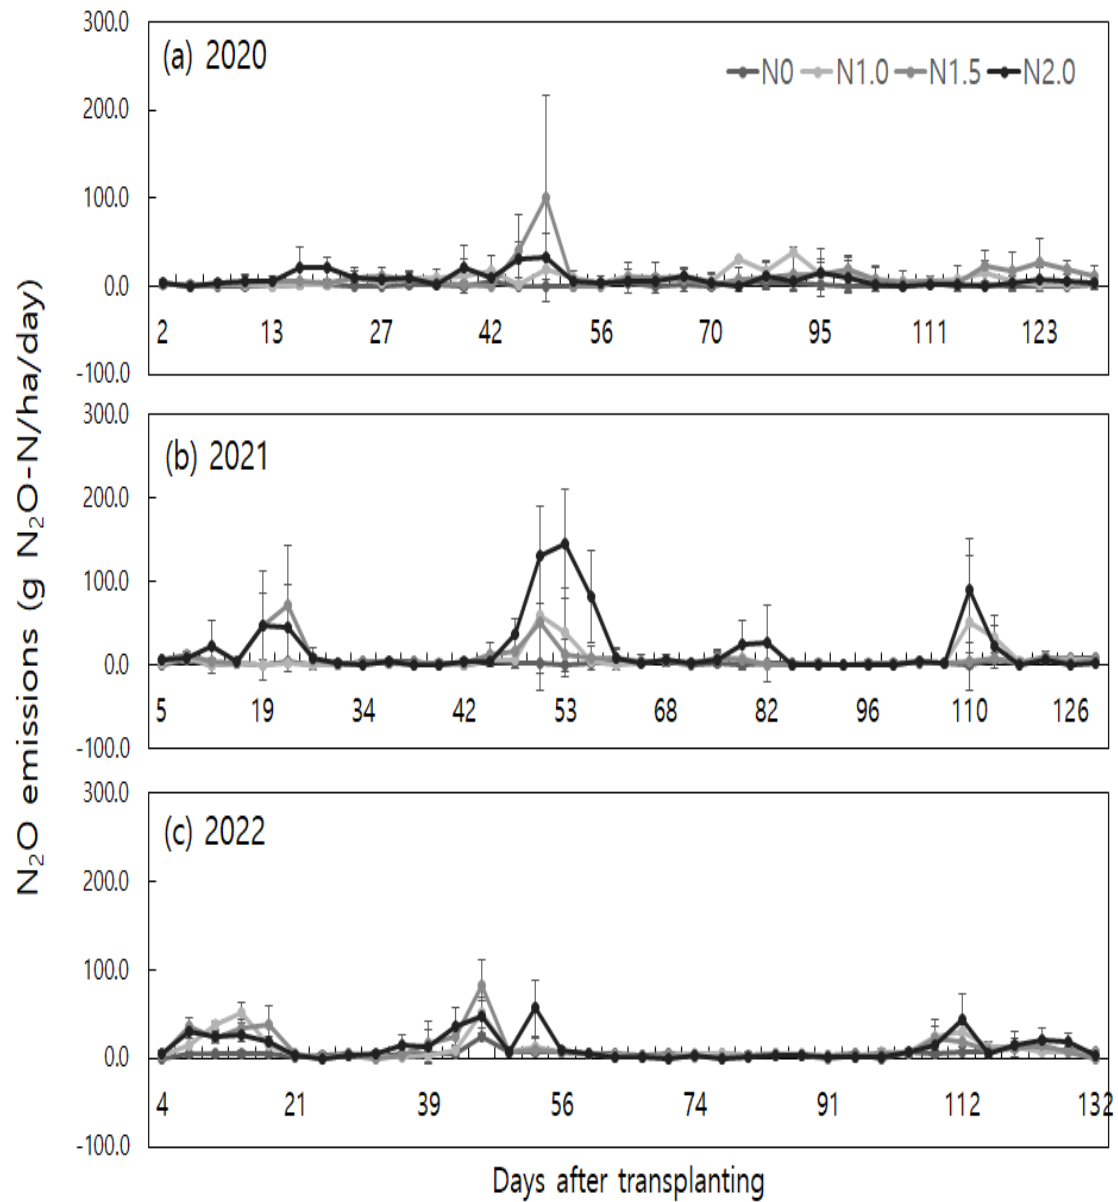 N₂O emissions (g N₂O-N/ha/day)
300.0
200.0
100.0
0.0
-100.0
(a) 2020
N0 N1.0 N1.5 N2.0
2 13 27 42 56 70 95 111 123
300.0
200.0
100.0
0.0
-100.0
(b) 2021
5 19 34 42 53 68 82 96 110 126
300.0
200.0
100.0
0.0
-100.0
(c) 2022
4 21 39 56 74 91 112 132
Days after transplanting